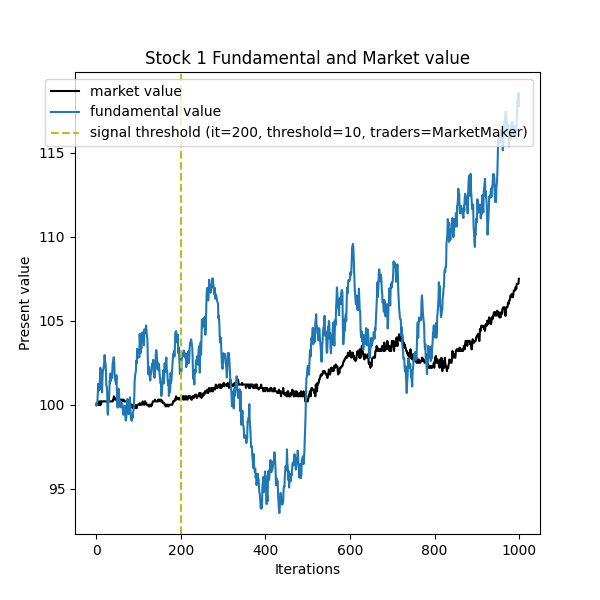 Stock 1 Fundamental and Market value
market value
fundamental value
signal threshold (it=200, threshold=10, traders=MarketMaker)
115
110
105
100
95
Present value
0 200 400 600 800 1000
Iterations